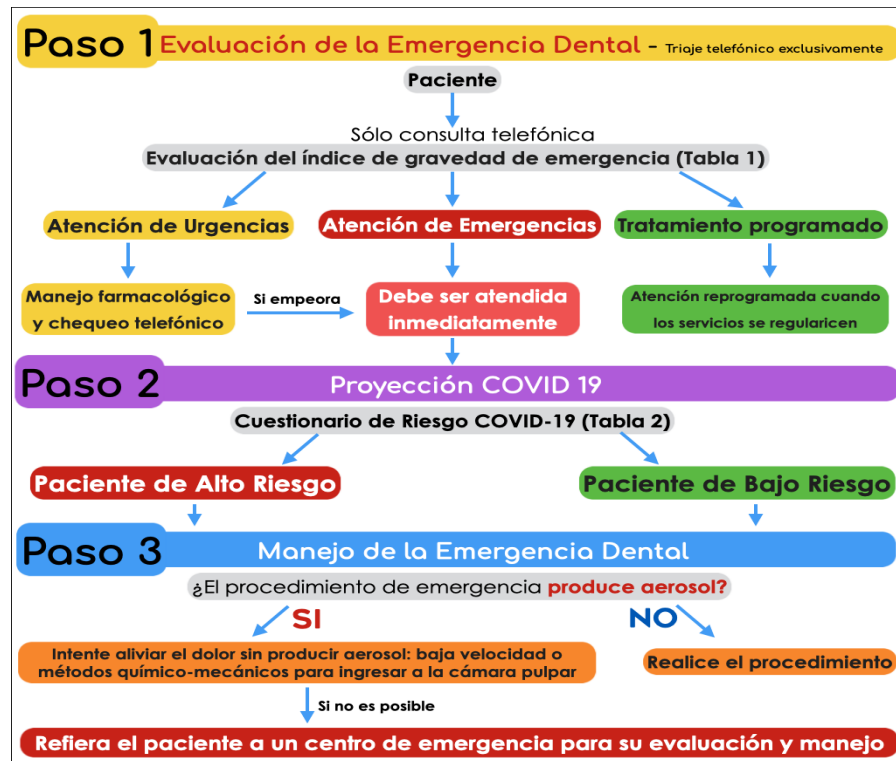 Paso 1 Evaluación de la Emergencia Dental - Triaje telefónico exclusivamente
Paciente
Sólo consulta telefónica
Evaluación del índice de gravedad de emergencia (Tabla 1)
Atención de Urgencias
Atención de Emergencias
Tratamiento programado
Manejo farmacológico
y chequeo telefónico
Si empeora
Debe ser atendida
inmediatamente
Atención reprogramada cuando
los servicios se regularicen
Paso 2 Proyección COVID 19
Cuestionario de Riesgo COVID-19 (Tabla 2)
Paciente de Alto Riesgo
Paciente de Bajo Riesgo
Paso 3 Manejo de la Emergencia Dental
¿El procedimiento de emergencia produce aerosol?
SI
NO
Intente aliviar el dolor sin producir aerosol: baja velocidad o
métodos químico-mecánicos para ingresar a la cámara pulpar
Realice el procedimiento
Si no es posible
Refiera el paciente a un centro de emergencia para su evaluación y manejo